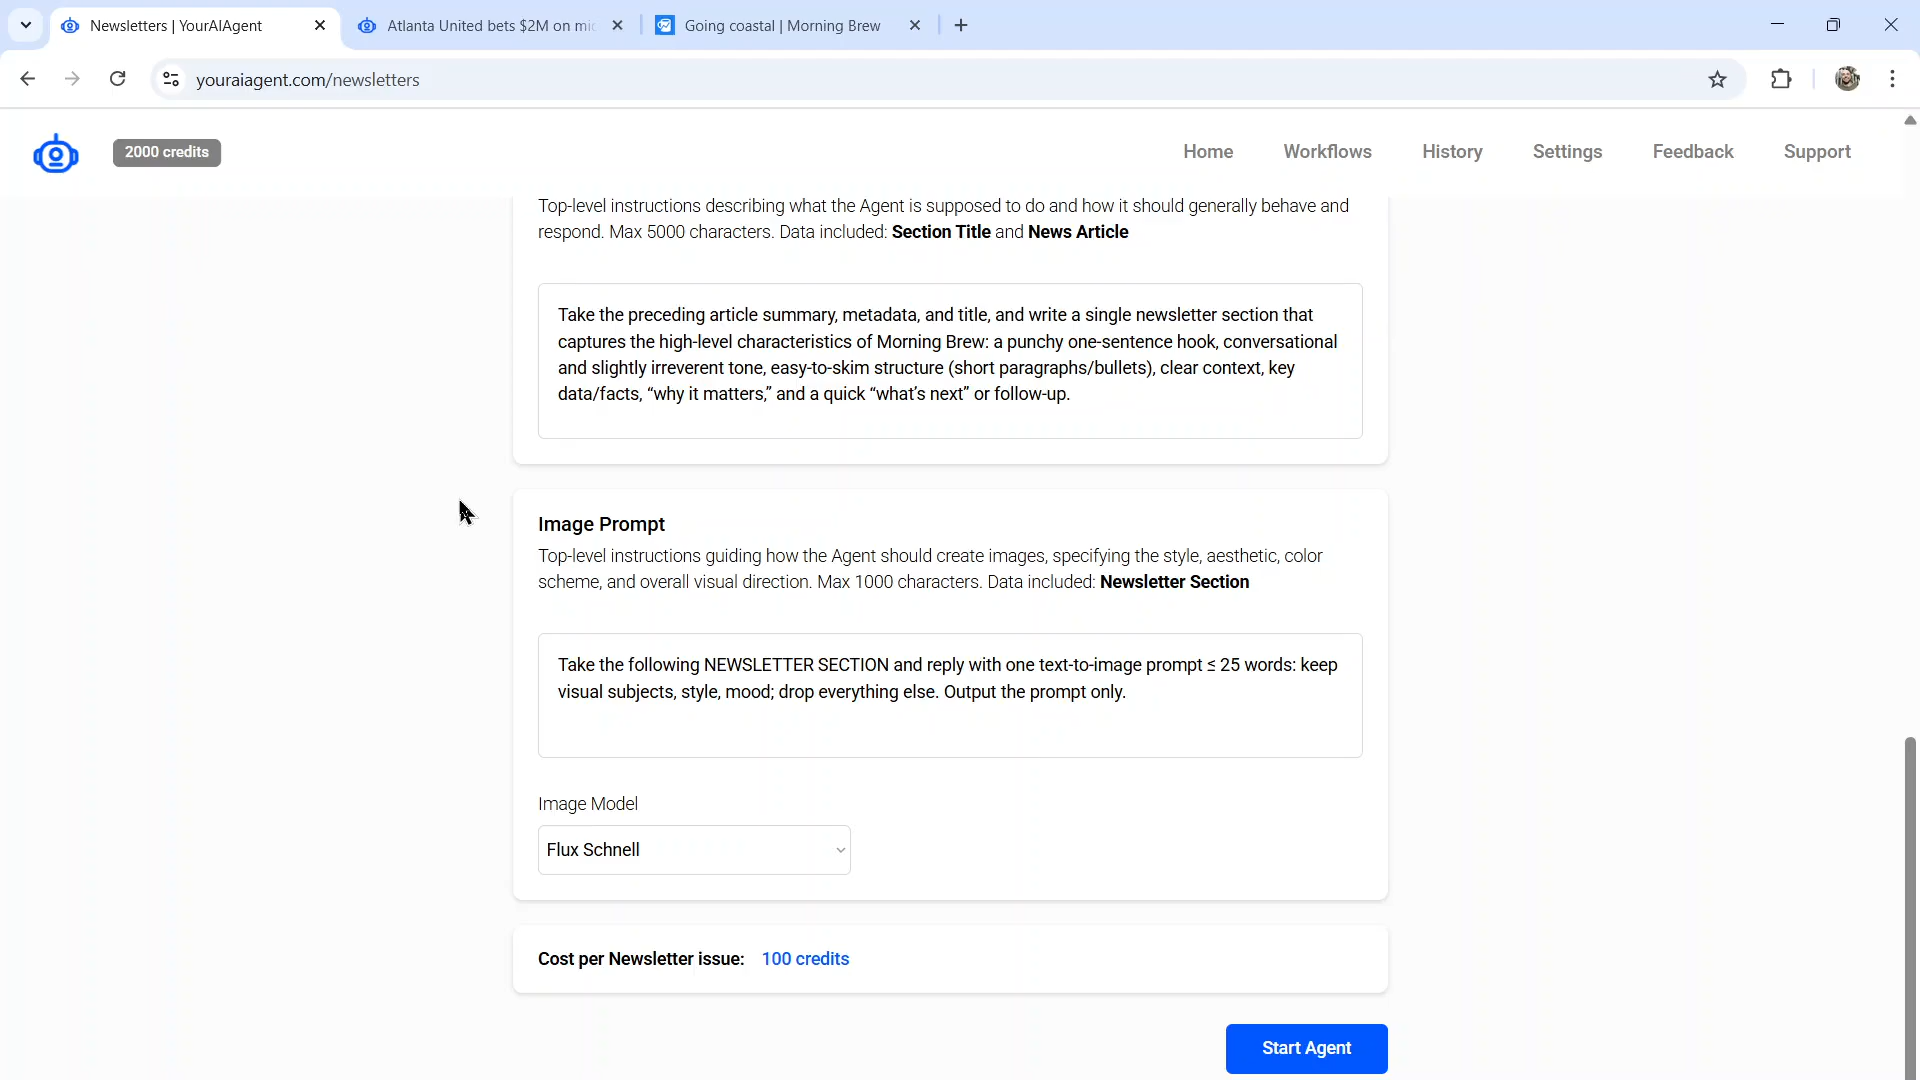 Newsletters | YourAIAgent
Atlanta United bets $2M on mic
Going coastal | Morning Brew
youraiagent.com/newsletters
2000 credits
Home
Workflows
History
Settings
Feedback
Support
Top-level instructions describing what the Agent is supposed to do and how it should generally behave and
respond. Max 5000 characters. Data included: Section Title and News Article
Take the preceding article summary, metadata, and title, and write a single newsletter section that
captures the high-level characteristics of Morning Brew: a punchy one-sentence hook, conversational
and slightly irreverent tone, easy-to-skim structure (short paragraphs/bullets), clear context, key
data/facts, “why it matters,” and a quick “what’s next” or follow-up.
Image Prompt
Top-level instructions guiding how the Agent should create images, specifying the style, aesthetic, color
scheme, and overall visual direction. Max 1000 characters. Data included: Newsletter Section
Take the following NEWSLETTER SECTION and reply with one text-to-image prompt ≤ 25 words: keep
visual subjects, style, mood; drop everything else. Output the prompt only.
Image Model
Flux Schnell
Cost per Newsletter issue: 100 credits
Start Agent